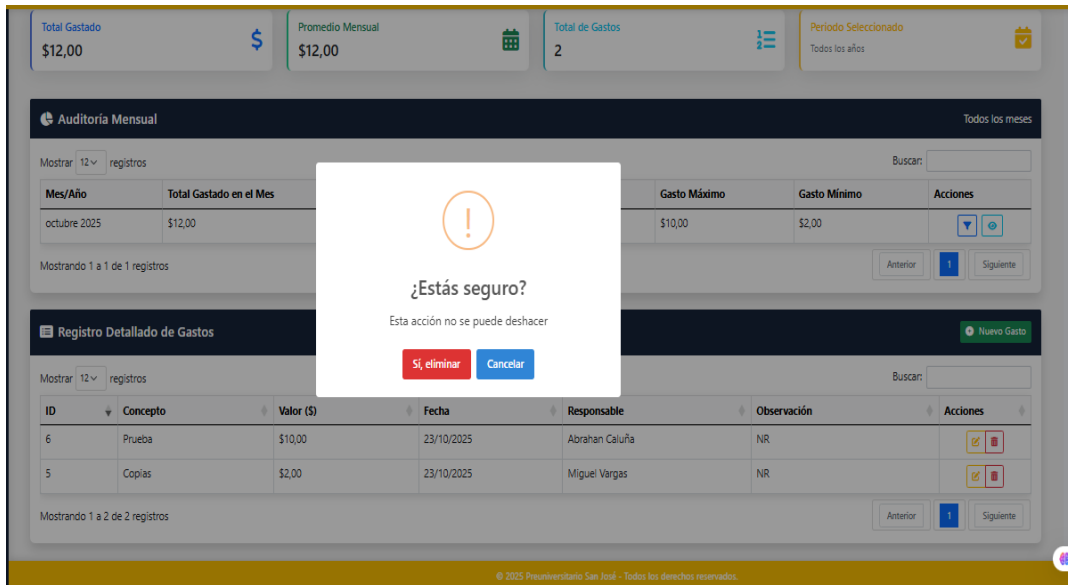 Total Gastado
$12,00
Promedio Mensual
$12,00
Total de Gastos
2
Periodo Seleccionado
Todos los años
Auditoría Mensual
Todos los meses
Mostrar 12 registros
Buscar:
Mes/Año Total Gastado en el Mes Gasto Máximo Gasto Mínimo Acciones
octubre 2025 $12,00 $10,00 $2,00
Mostrando 1 a 1 de 1 registros
Anterior 1 Siguiente
¿Estás seguro?
Esta acción no se puede deshacer
Sí, eliminar Cancelar
Registro Detallado de Gastos
Nuevo Gasto
Mostrar 12 registros
Buscar:
ID Concepto Valor ($) Fecha Responsable Observación Acciones
6 Prueba $10,00 23/10/2025 Abrahan Caluña NR
5 Copias $2,00 23/10/2025 Miguel Vargas NR
Mostrando 1 a 2 de 2 registros
Anterior 1 Siguiente
© 2025 Preuniversitario San José - Todos los derechos reservados.